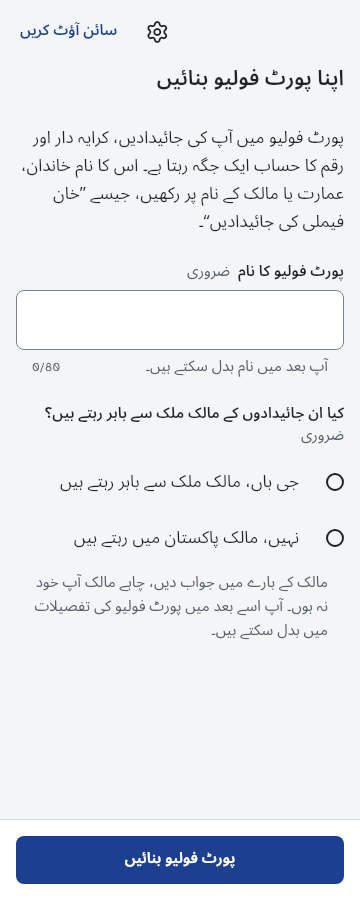 سائن آؤٹ کریں
اپنا پورٹ فولیو بنائیں
پورٹ فولیو میں آپ کی جائیدادیں، کرایہ دار اور
رقم کا حساب ایک جگہ رہتا ہے۔ اس کا نام خاندان،
عمارت یا مالک کے نام پر رکھیں، جیسے ”خان
فیملی کی جائیدادیں“۔
پورٹ فولیو کا نام ضروری
آپ بعد میں نام بدل سکتے ہیں۔
0/80
کیا ان جائیدادوں کے مالک ملک سے باہر رہتے ہیں؟
ضروری
جی ہاں، مالک ملک سے باہر رہتے ہیں
نہیں، مالک پاکستان میں رہتے ہیں
مالک کے بارے میں جواب دیں، چاہے مالک آپ خود
نہ ہوں۔ آپ اسے بعد میں پورٹ فولیو کی تفصیلات
میں بدل سکتے ہیں۔
پورٹ فولیو بنائیں